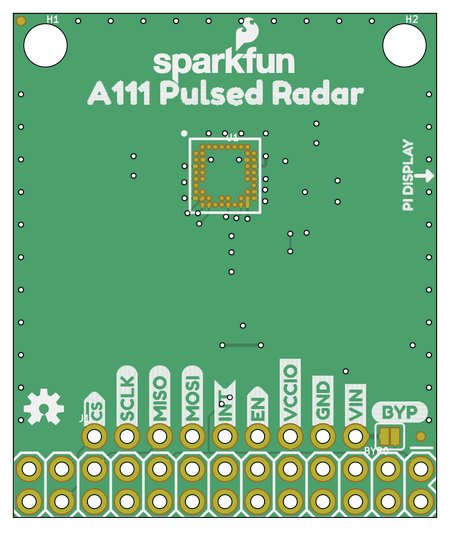 H1
H2
sparkfun
A111 Pulsed Radar
U1
PI DISPLAY
J1
CS
SCLK
MISO
MOSI
INT
EN
VCCIO
GND
VIN
BYP